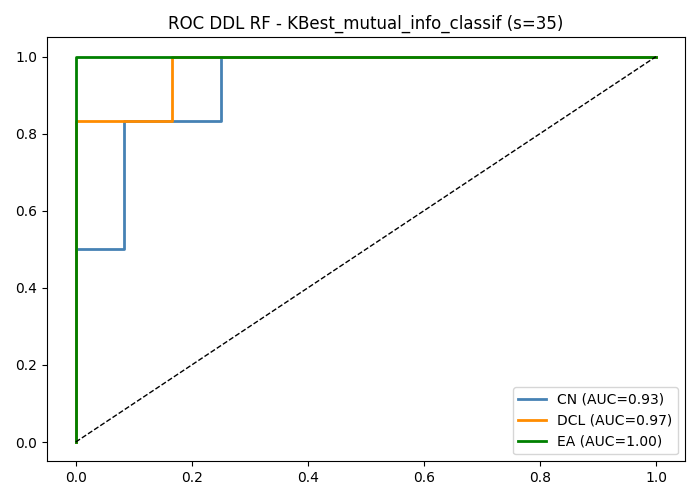 ROC DDL RF - KBest_mutual_info_classif (s=35)
1.0
0.8
0.6
0.4
0.2
0.0
0.0 0.2 0.4 0.6 0.8 1.0
CN (AUC=0.93)
DCL (AUC=0.97)
EA (AUC=1.00)